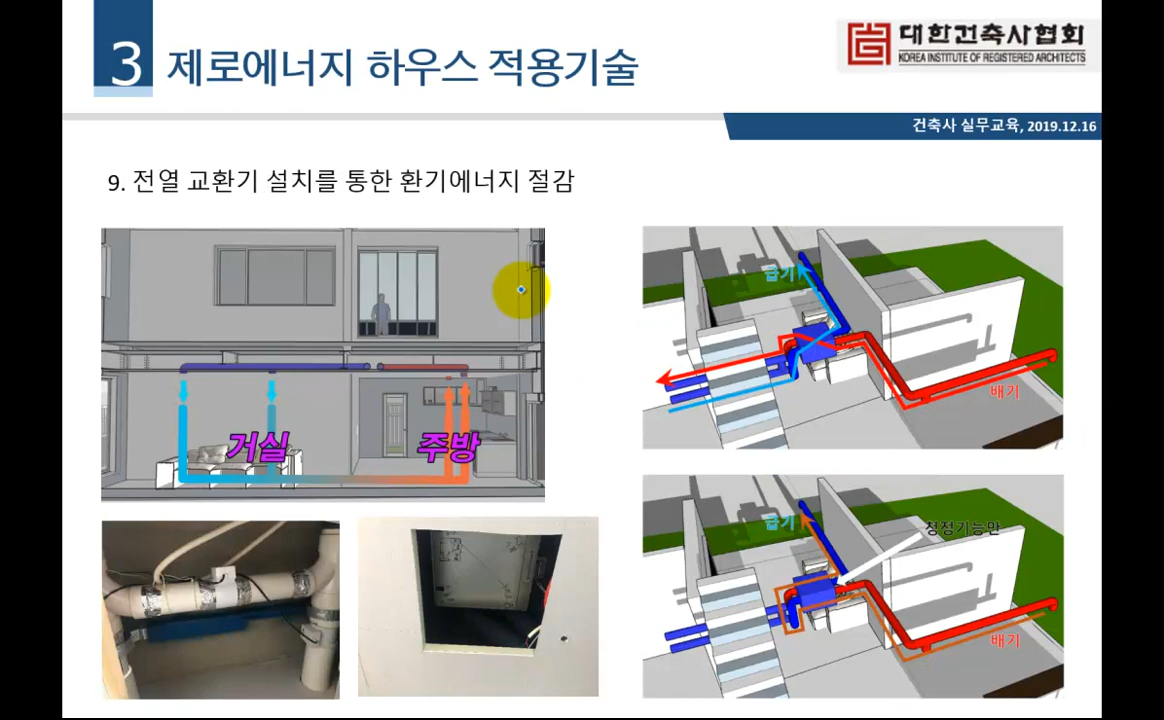 3 제로에너지 하우스 적용기술
대한건축사협회
KOREA INSTITUTE OF REGISTERED ARCHITECTS
건축사 실무교육, 2019.12.16
9. 전열 교환기 설치를 통한 환기에너지 절감
거실
주방
급기
배기
급기
청정기능만
배기